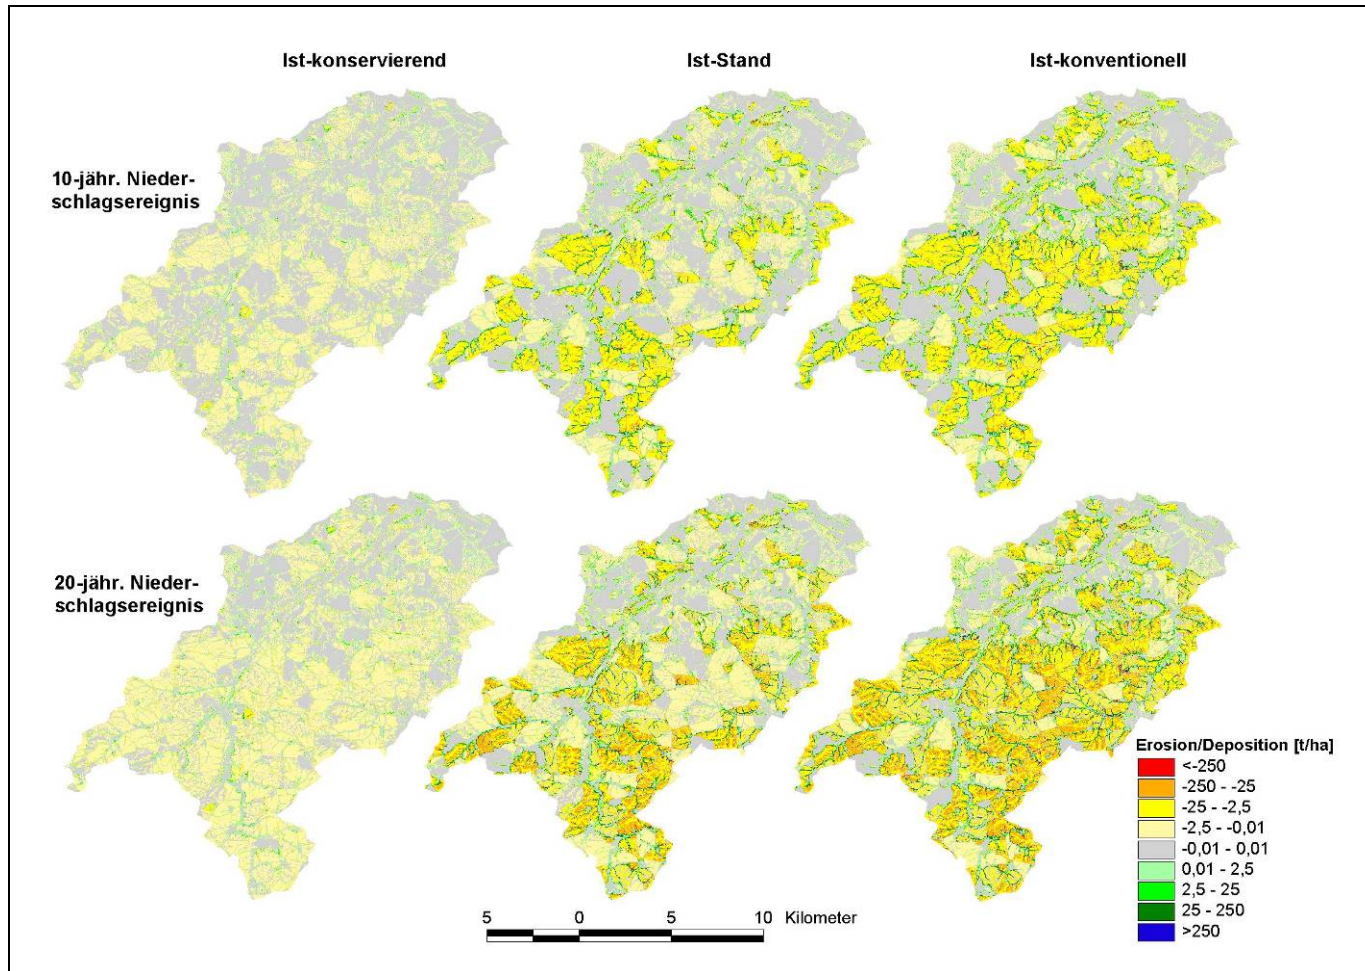 Ist-konservierend
Ist-Stand
Ist-konventionell
10-jähr. Nieder-
schlagsereignis
20-jähr. Nieder-
schlagsereignis
Erosion/Deposition [t/ha]
<-250
-250 - -25
-25 - -2,5
-2,5 - -0,01
-0,01 - 0,01
0,01 - 2,5
2,5 - 25
25 - 250
>250
5 0 5 10 Kilometer